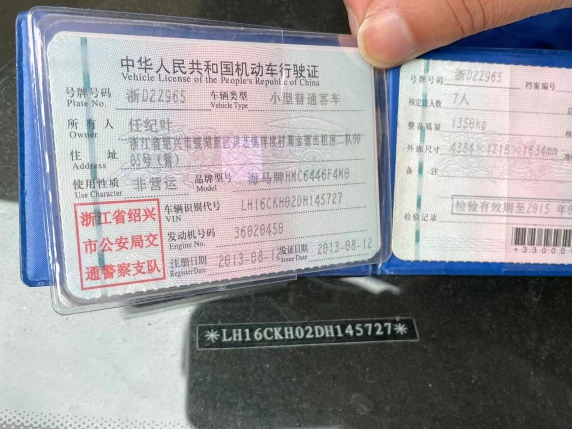 中华人民共和国机动车行驶证
Vehicle License of the People's Republic of China
号牌号码 浙D2Z965 车辆类型 小型普通客车
Plate No. Vehicle Type
所有人 任纪叶
Owner
住址
Address
使用性质 非营运 品牌型号 海马牌HMC6446F4M0
Use Character Model
浙江省绍兴
市公安局交
通警察支队
车辆识别代号 LH16CKH02DH145727
VIN
发动机号码 36020450
Engine No.
注册日期 2013-08-12 发证日期 2013-08-12
Register Date Issue Date
号牌号码 浙D2Z965 档案编号
核定载人数 7人
整备质量 1350kg
外廓尺寸 4384×1718×1634mm
备注
检验有效期至2015年
检验记录
*33000
*LH16CKH02DH145727*